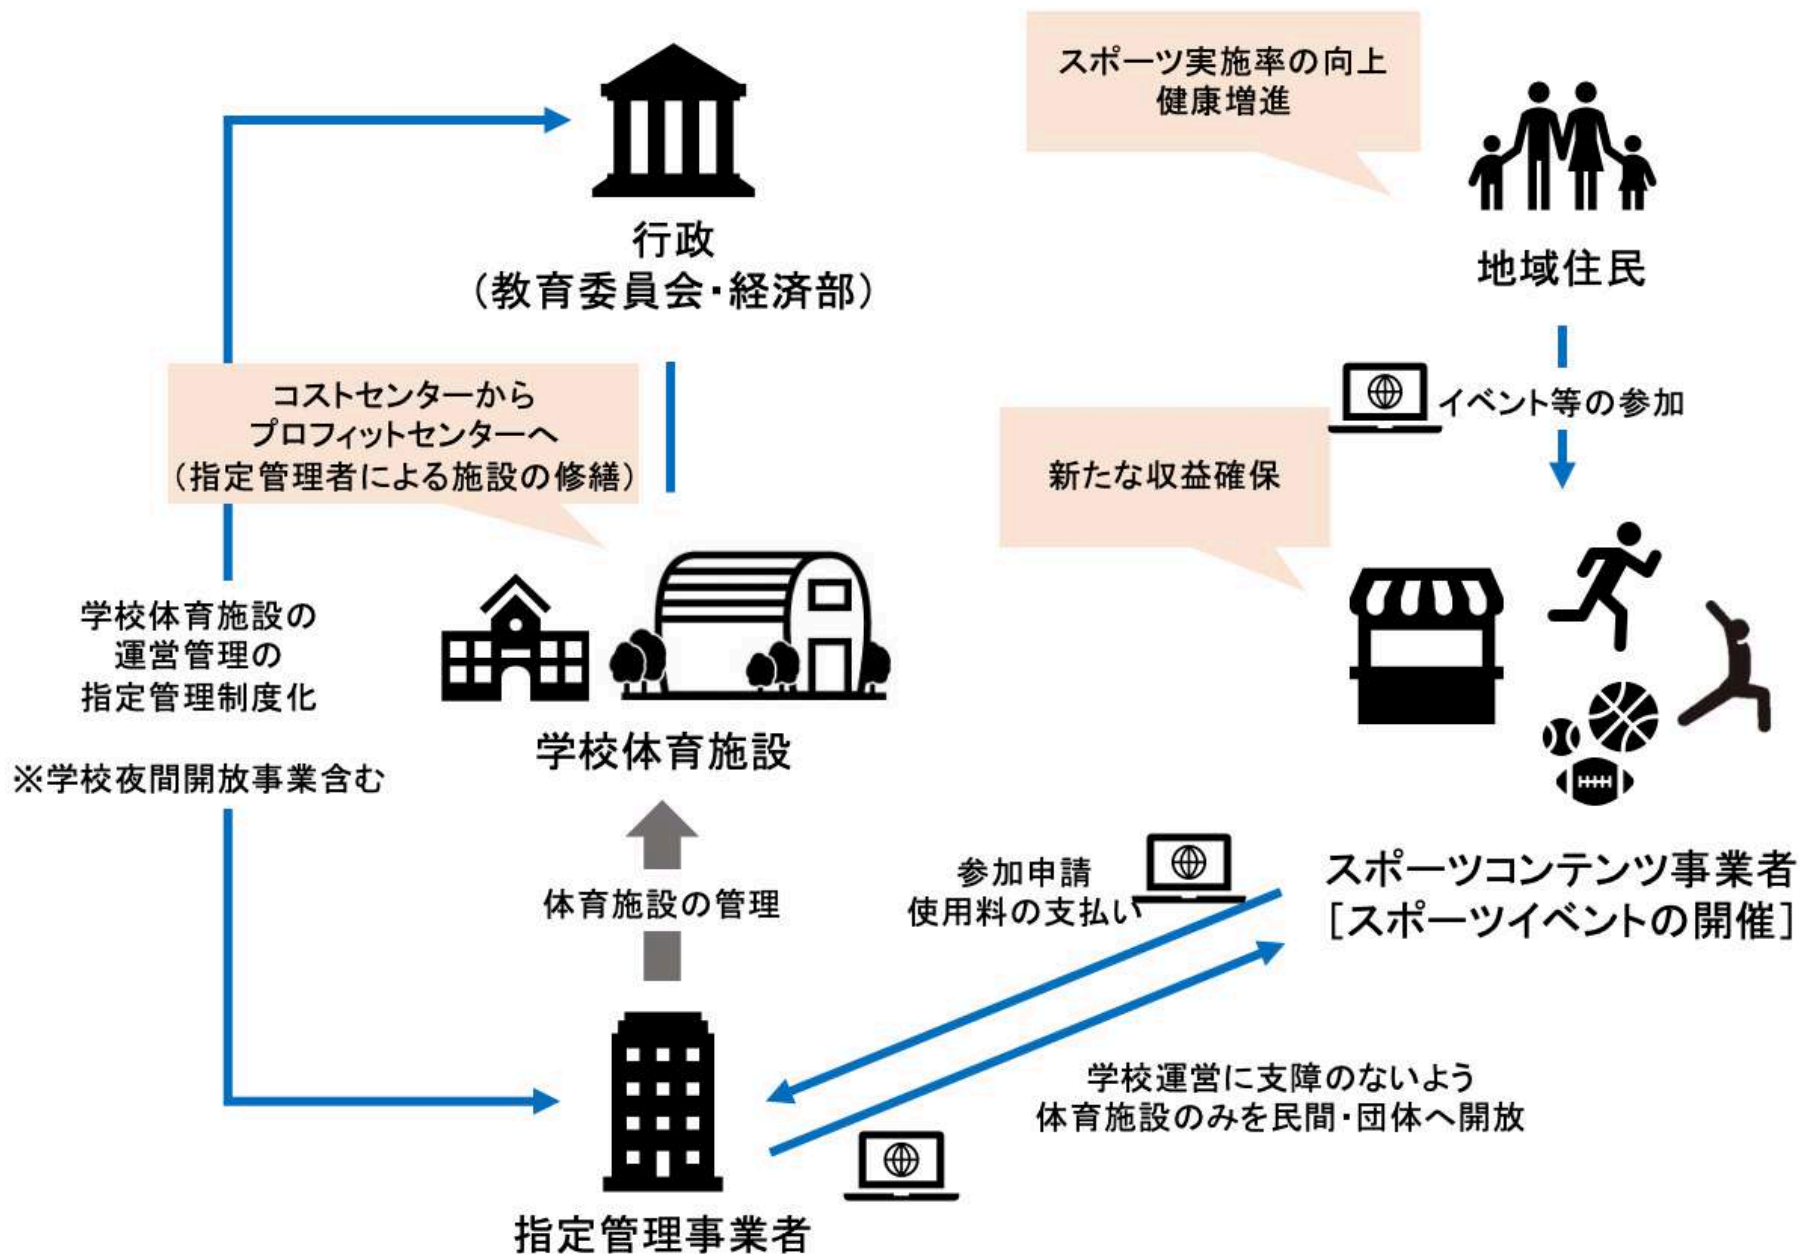 スポーツ実施率の向上
健康増進
行政
（教育委員会・経済部）
地域住民
コストセンターから
プロフィットセンターへ
（指定管理者による施設の修繕）
イベント等の参加
新たな収益確保
学校体育施設の
運営管理の
指定管理制度化
※学校夜間開放事業含む
学校体育施設
体育施設の管理
参加申請
使用料の支払い
スポーツコンテンツ事業者
［スポーツイベントの開催］
学校運営に支障のないよう
体育施設のみを民間・団体へ開放
指定管理事業者